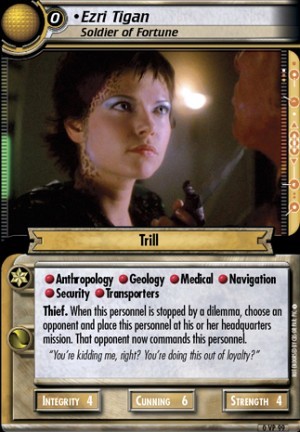 0 •Ezri Tigan
Soldier of Fortune
Trill
•Anthropology •Geology •Medical •Navigation
•Security •Transporters
Thief. When this personnel is stopped by a dilemma, choose an
opponent and place this personnel at his or her headquarters
mission. That opponent now commands this personnel.
"You're kidding me, right? You're doing this out of loyalty?"
INTEGRITY 4 CUNNING 6 STRENGTH 4
0 VP 99